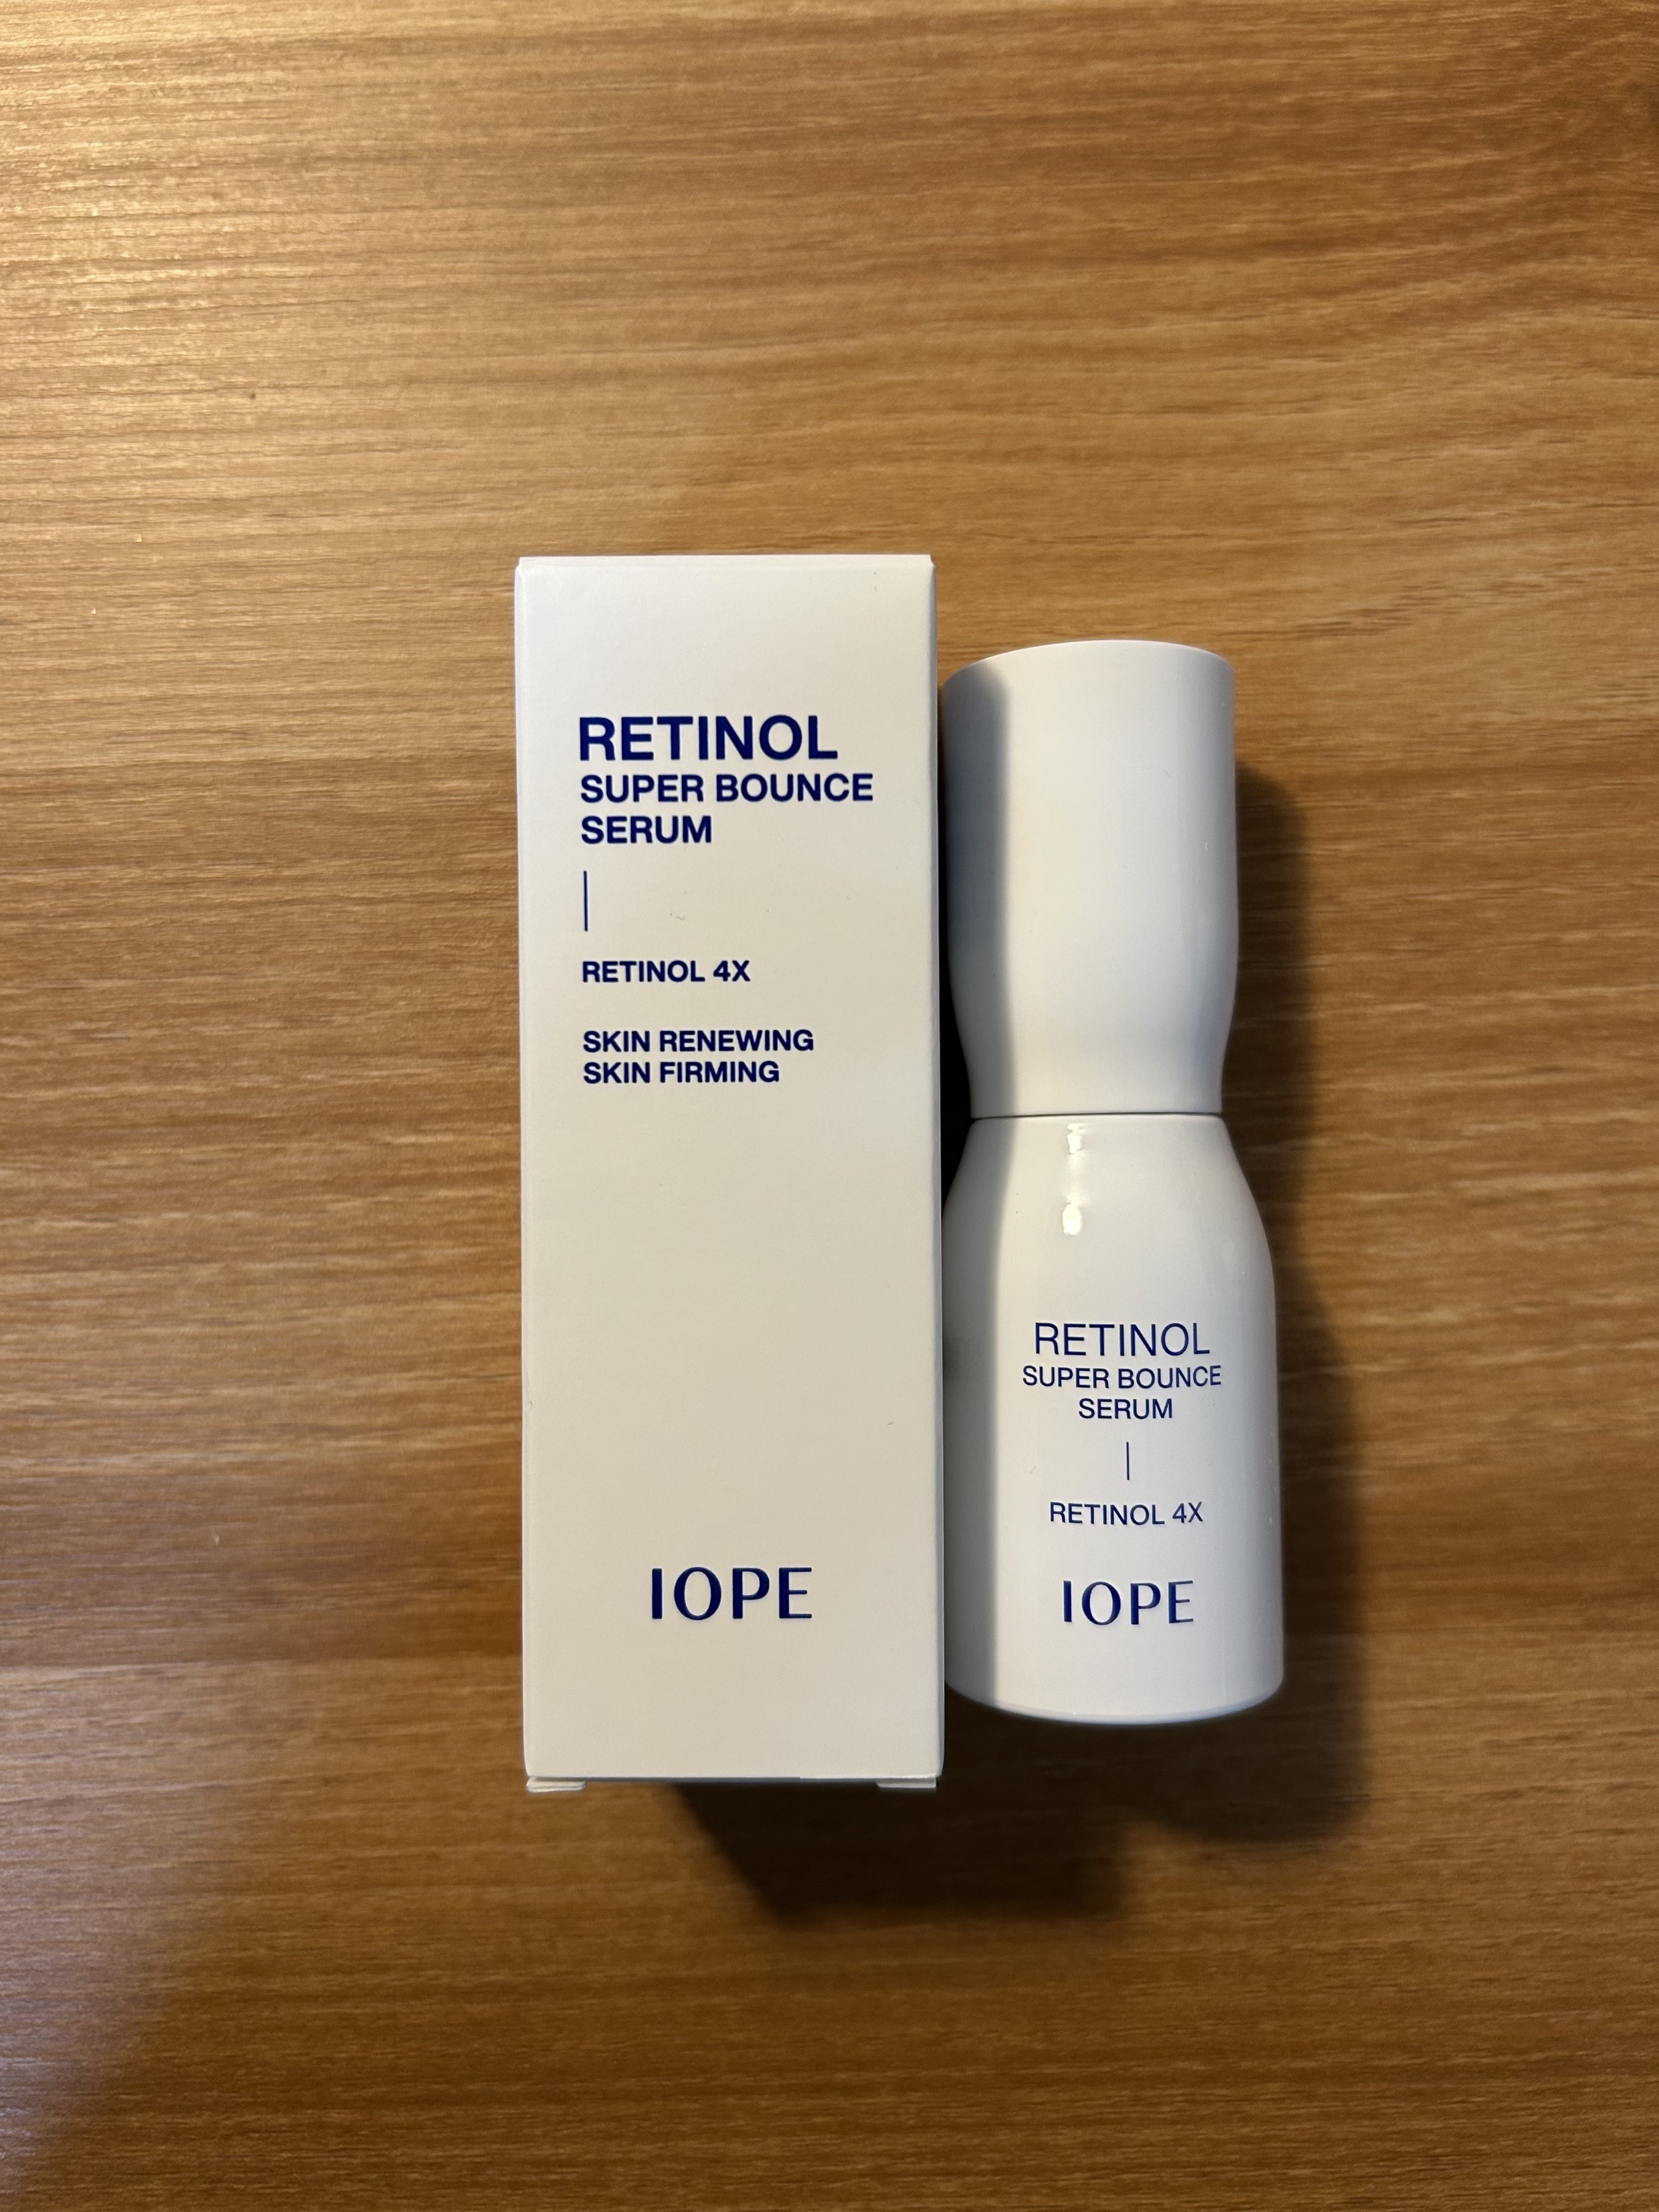 RETINOL
SUPER BOUNCE
SERUM
RETINOL 4X
SKIN RENEWING
SKIN FIRMING
IOPE
RETINOL
SUPER BOUNCE
SERUM
RETINOL 4X
IOPE